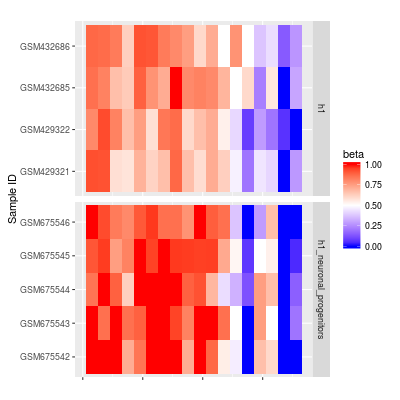 GSM432686
GSM432685
GSM429322
GSM429321
h1
GSM675546
GSM675545
GSM675544
GSM675543
GSM675542
h1_neuronal_progenitors
Sample ID
beta
1.00
0.75
0.50
0.25
0.00